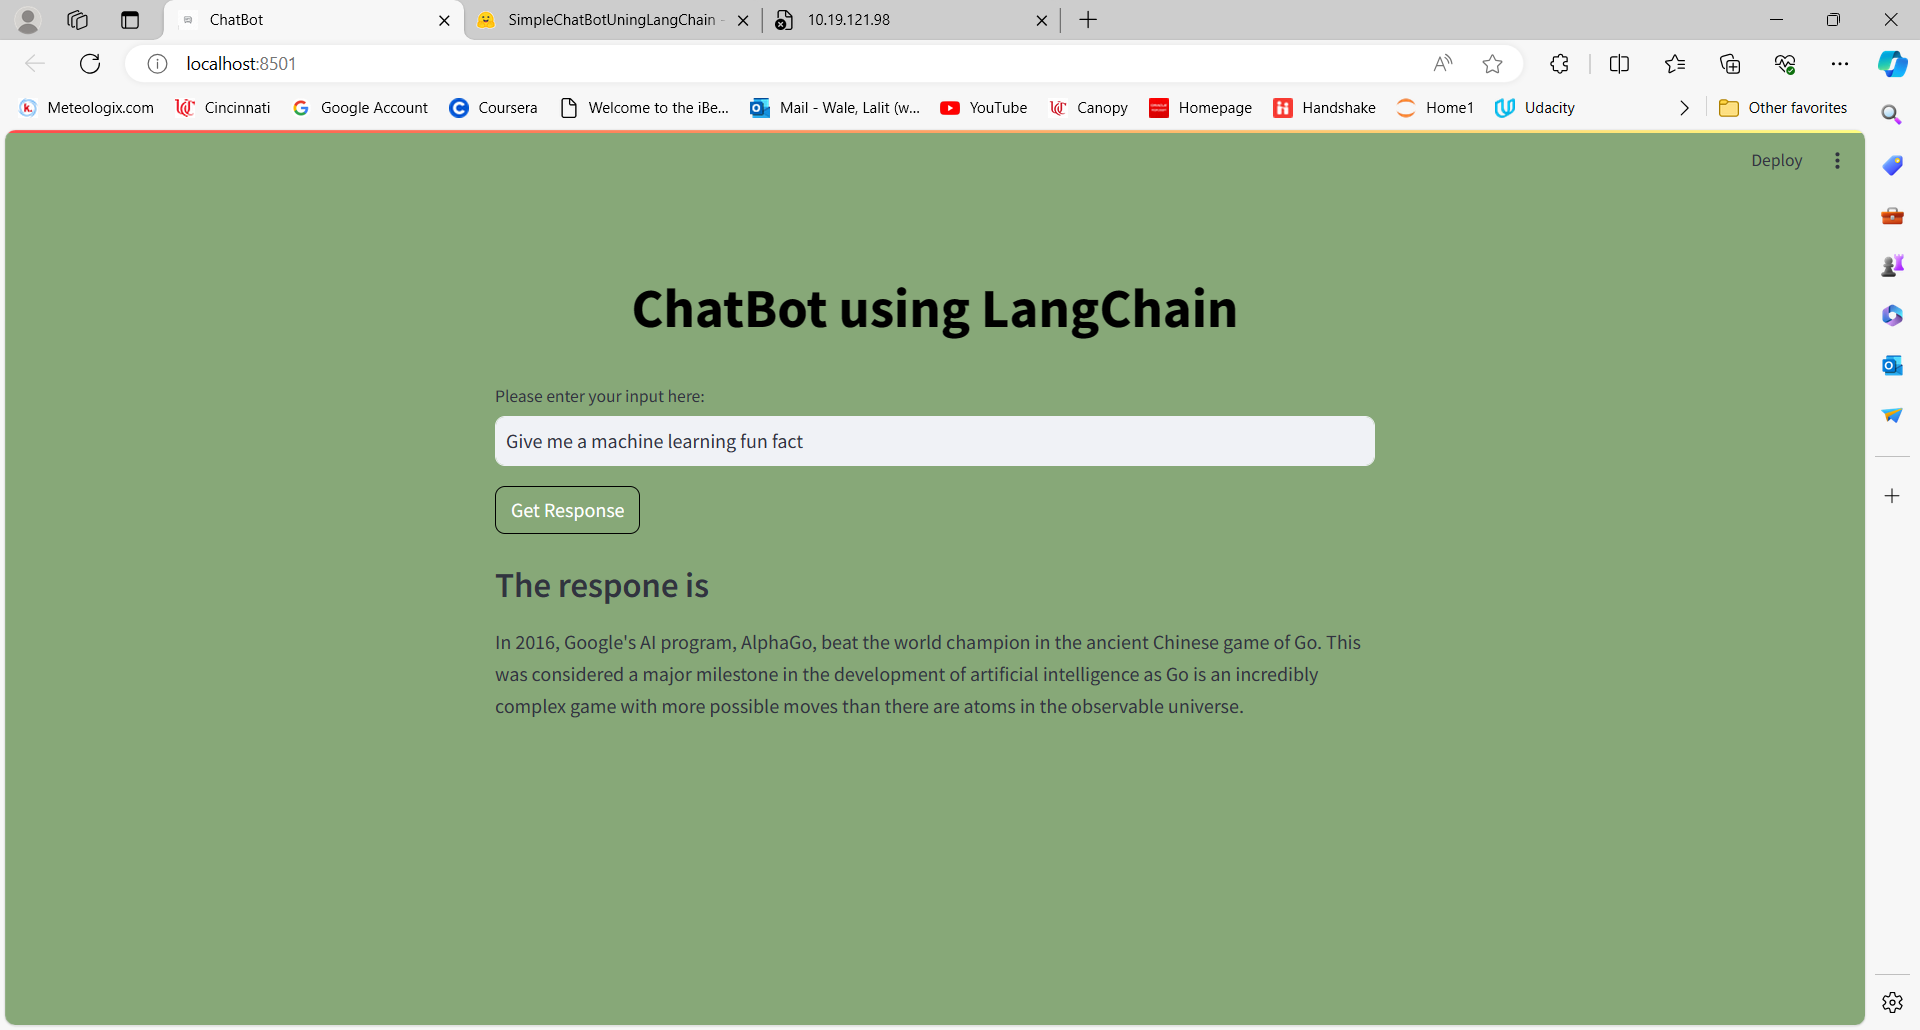 ChatBot
SimpleChatBotUningLangChain
10.19.121.98
localhost:8501
Meteologix.com
Cincinnati
Google Account
Coursera
Welcome to the iBe...
Mail - Wale, Lalit (w...
YouTube
Canopy
Homepage
Handshake
Home1
Udacity
Other favorites
Deploy
ChatBot using LangChain
Please enter your input here:
Give me a machine learning fun fact
Get Response
The respone is
In 2016, Google's AI program, AlphaGo, beat the world champion in the ancient Chinese game of Go. This
was considered a major milestone in the development of artificial intelligence as Go is an incredibly
complex game with more possible moves than there are atoms in the observable universe.